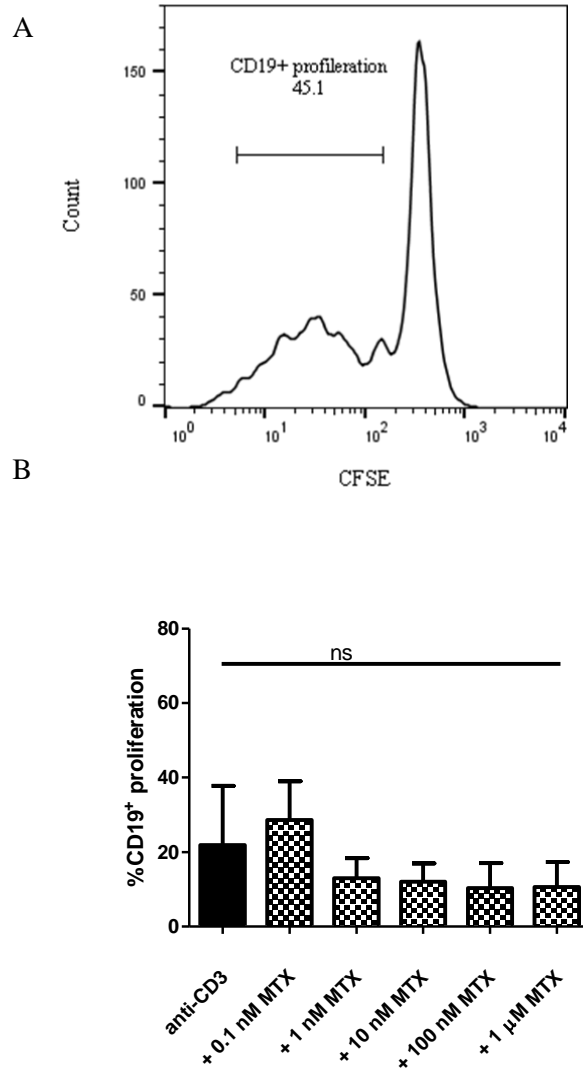 A
CD19+ profileration
45.1
150
100
50
0
Count
10^0 10^1 10^2 10^3 10^4
CFSE
B
80
60
40
20
0
%CD19+ proliferation
ns
anti-CD3
+ 0.1 nM MTX
+ 1 nM MTX
+ 10 nM MTX
+ 100 nM MTX
+ 1 µM MTX